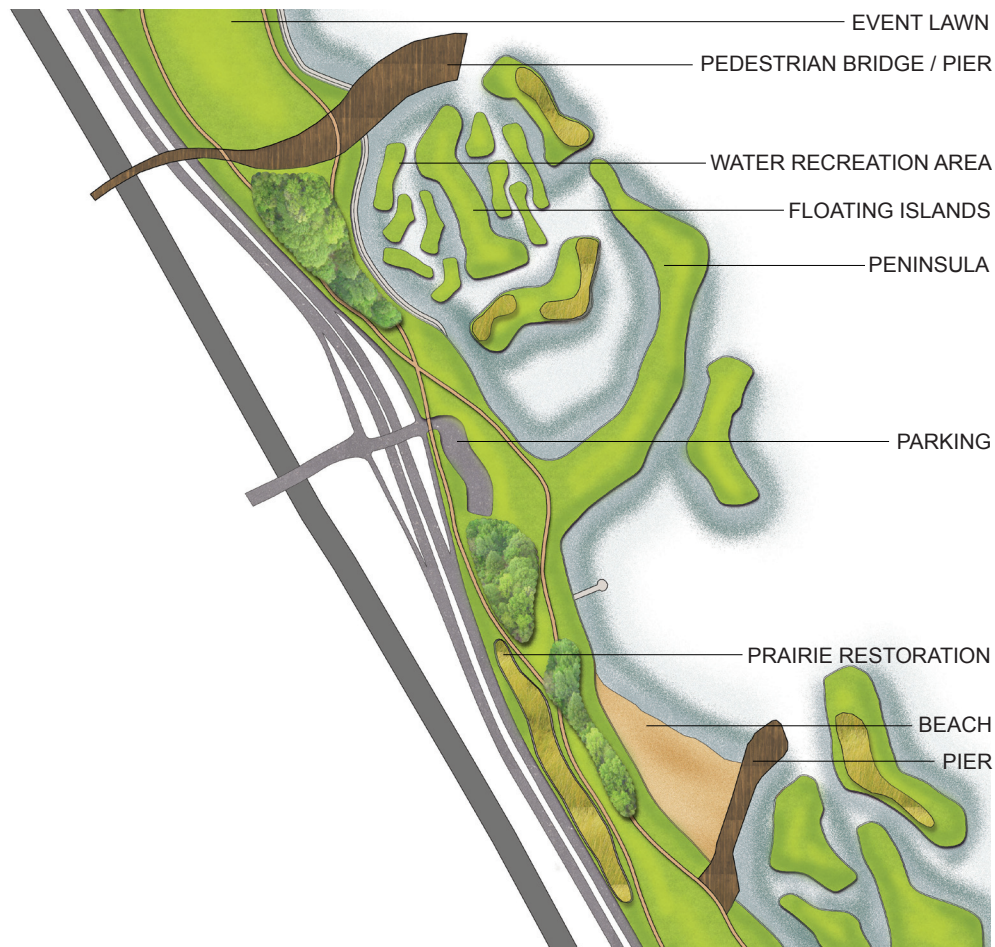 EVENT LAWN
PEDESTRIAN BRIDGE / PIER
WATER RECREATION AREA
FLOATING ISLANDS
PENINSULA
PARKING
PRAIRIE RESTORATION
BEACH
PIER